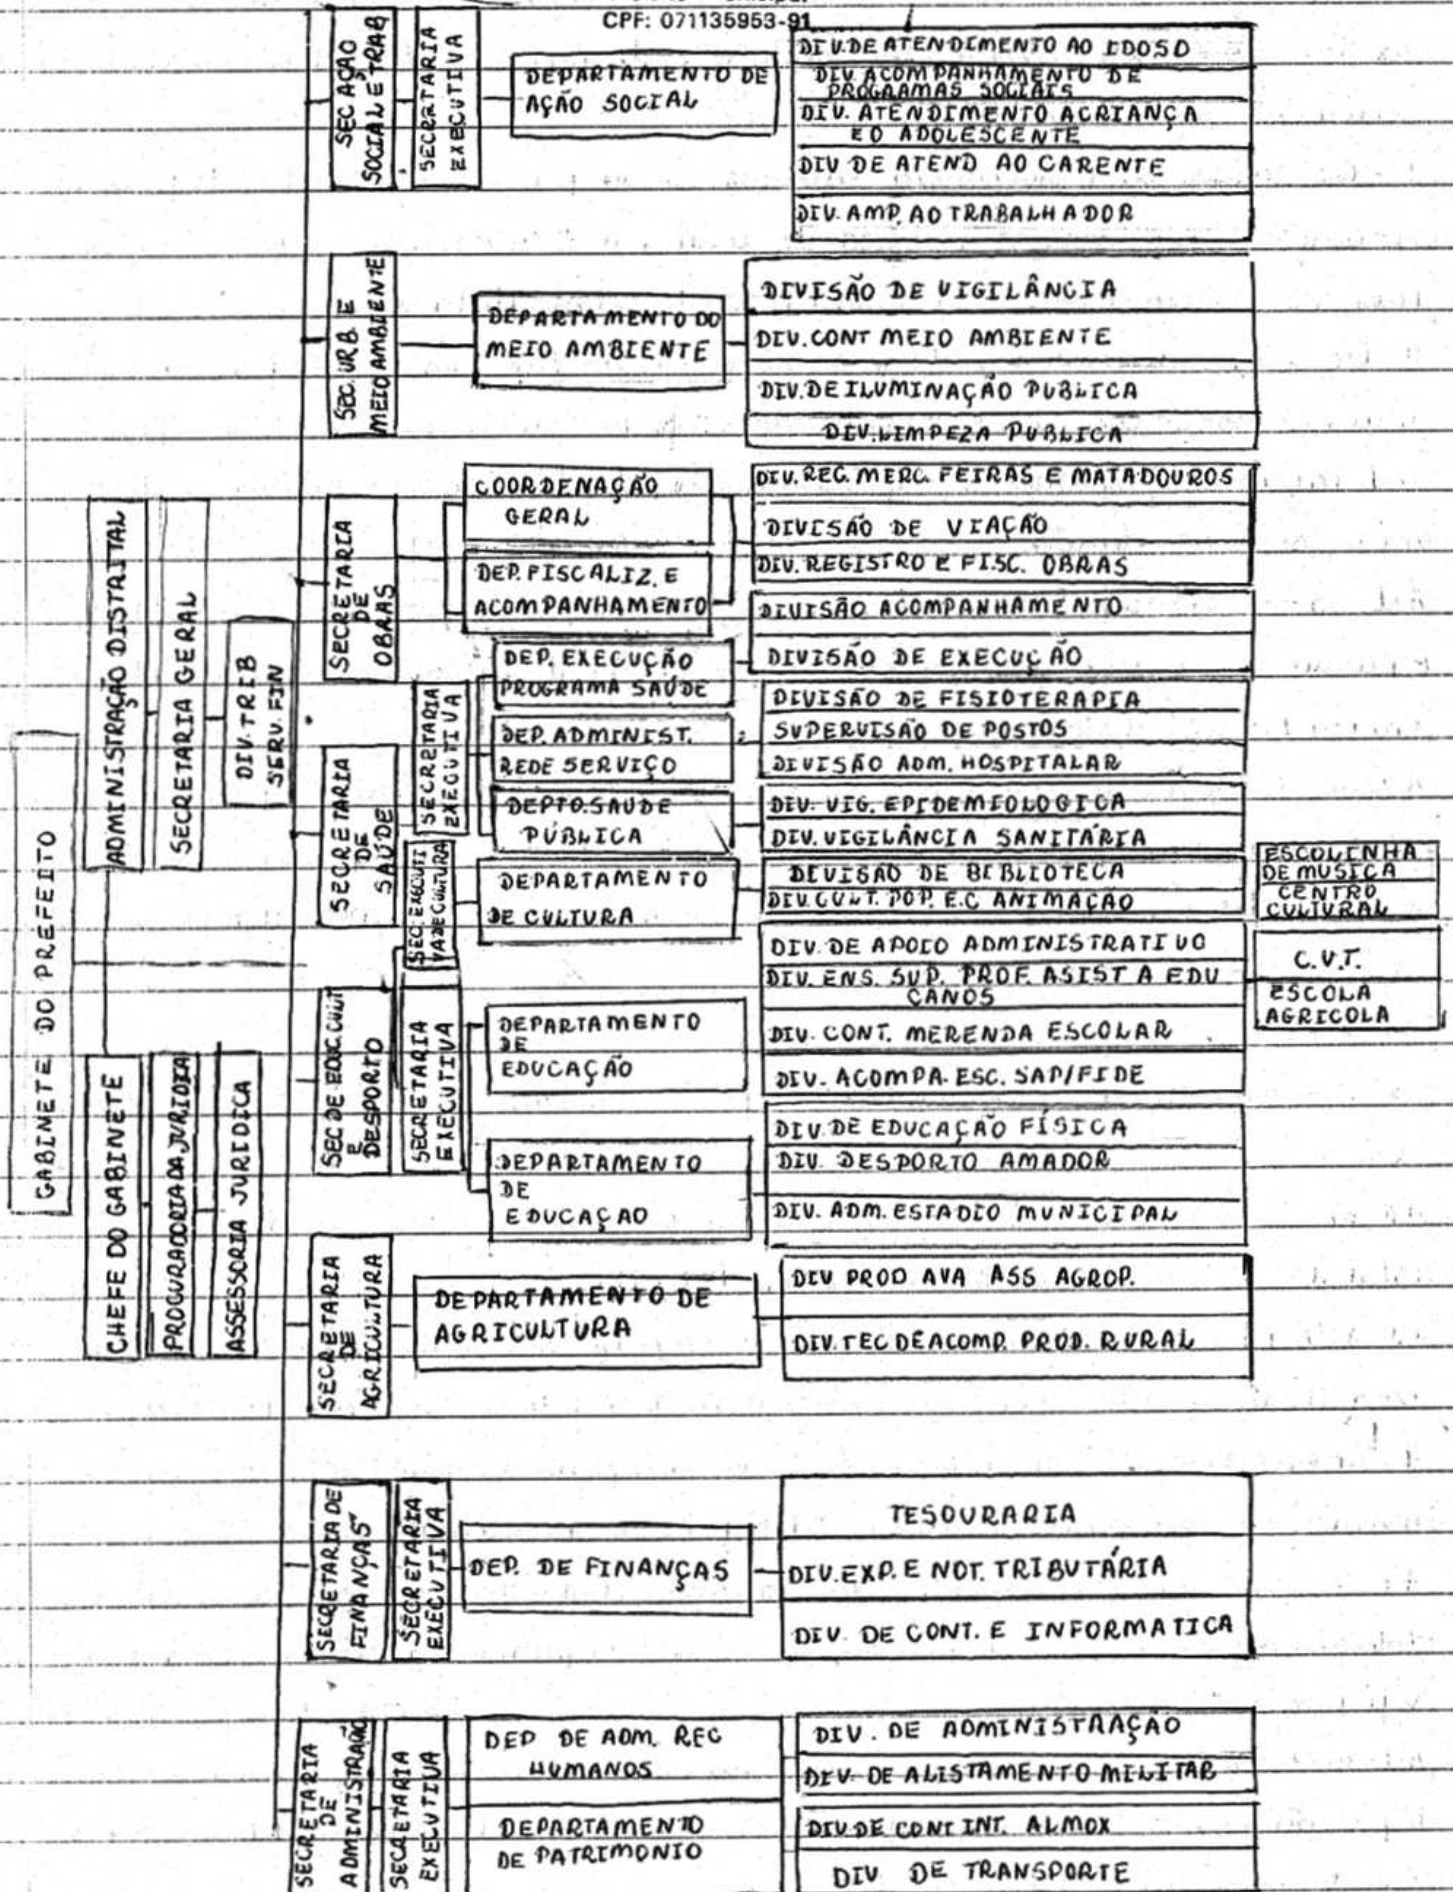 CPF: 071135953-91
GABINETE DO PREFEITO
ADMINISTRAÇÃO DISTRITAL
SECRETARIA GERAL
DIV. TRIB
SERV. FIN
CHEFE DO GABINETE
ASSESSORIA JURIDICA
SEC AÇAO
SOCIAL E TRAB
SECRETARIA
EXECUTIVA
DEPARTAMENTO DE
AÇÃO SOCIAL
DIV. DE ATENDIMENTO AO IDOSO
DIV. ACOMPANHAMENTO DE
PROGRAMAS SOCIAIS
DIV. ATENDIMENTO A CRIANÇA
E O ADOLESCENTE
DIV DE ATEND AO CARENTE
DIV. AMP. AO TRABALHADOR
SEC. URB. E
MEIO AMBIENTE
DEPARTAMENTO DO
MEIO AMBIENTE
DIVISÃO DE VIGILÂNCIA
DIV. CONT MEIO AMBIENTE
DIV. DE ILUMINAÇÃO PUBLICA
DIV. LIMPEZA PUBLICA
SECRETARIA
DE
OBRAS
COORDENAÇÃO
GERAL
DEP. FISCALIZ. E
ACOMPANHAMENTO
DIV. REG. MERC. FEIRAS E MATADOUROS
DIVISÃO DE VIAÇÃO
DIV. REGISTRO E FISC. OBRAS
DIVISÃO ACOMPANHAMENTO
DIVISÃO DE EXECUÇÃO
SECRETARIA
DE
SAÚDE
SECRETARIA
EXECUTIVA
DEP. EXECUÇÃO
PROGRAMA SAÚDE
DEP. ADMINIST.
REDE SERVIÇO
DEPTO. SAUDE
PÚBLICA
DIVISÃO DE FISIOTERAPIA
SUPERVISÃO DE POSTOS
DIVISÃO ADM. HOSPITALAR
DIV. VIG. EPIDEMIOLOGICA
DIV. VIGILÂNCIA SANITÁRIA
SEC. DE EDUC. CULT
E
DESPORTO
SEC. EXECUTI
VA DE CULTURA
DEPARTAMENTO
DE CULTURA
DIVISÃO DE BIBLIOTECA
DIV. CULT. POP. E.C ANIMAÇÃO
ESCOLINHA
DE MUSICA
CENTRO
CULTURAL
SECRETARIA
EXECUTIVA
DEPARTAMENTO
DE
EDUCAÇÃO
DIV. DE APOIO ADMINISTRATIVO
DIV. ENS. SUP. PROF. ASIST A EDU
CANOS
DIV. CONT. MERENDA ESCOLAR
DIV. ACOMPA. ESC. SAP/FIDE
C.V.T.
ESCOLA
AGRICOLA
DEPARTAMENTO
DE
EDUCAÇAO
DIV. DE EDUCAÇÃO FÍSICA
DIV. DESPORTO AMADOR
DIV. ADM. ESTADIO MUNICIPAL
SECRETARIA
DE
AGRICULTURA
DEPARTAMENTO DE
AGRICULTURA
DIV PROD AVA ASS AGROP.
DIV. TEC DE ACOMP. PROD. RURAL
SECRETARIA DE
FINANÇAS
SECRETARIA
EXECUTIVA
DEP. DE FINANÇAS
TESOURARIA
DIV. EXP. E NOT. TRIBUTÁRIA
DIV. DE CONT. E INFORMATICA
SECRETARIA
DE
ADMINISTRAÇÃO
SECRETARIA
EXECUTIVA
DEP DE ADM. REC
HUMANOS
DEPARTAMENTO
DE PATRIMONIO
DIV. DE ADMINISTRAÇÃO
DIV. DE ALISTAMENTO MILITAR
DIV. DE CONT INT. ALMOX
DIV DE TRANSPORTE